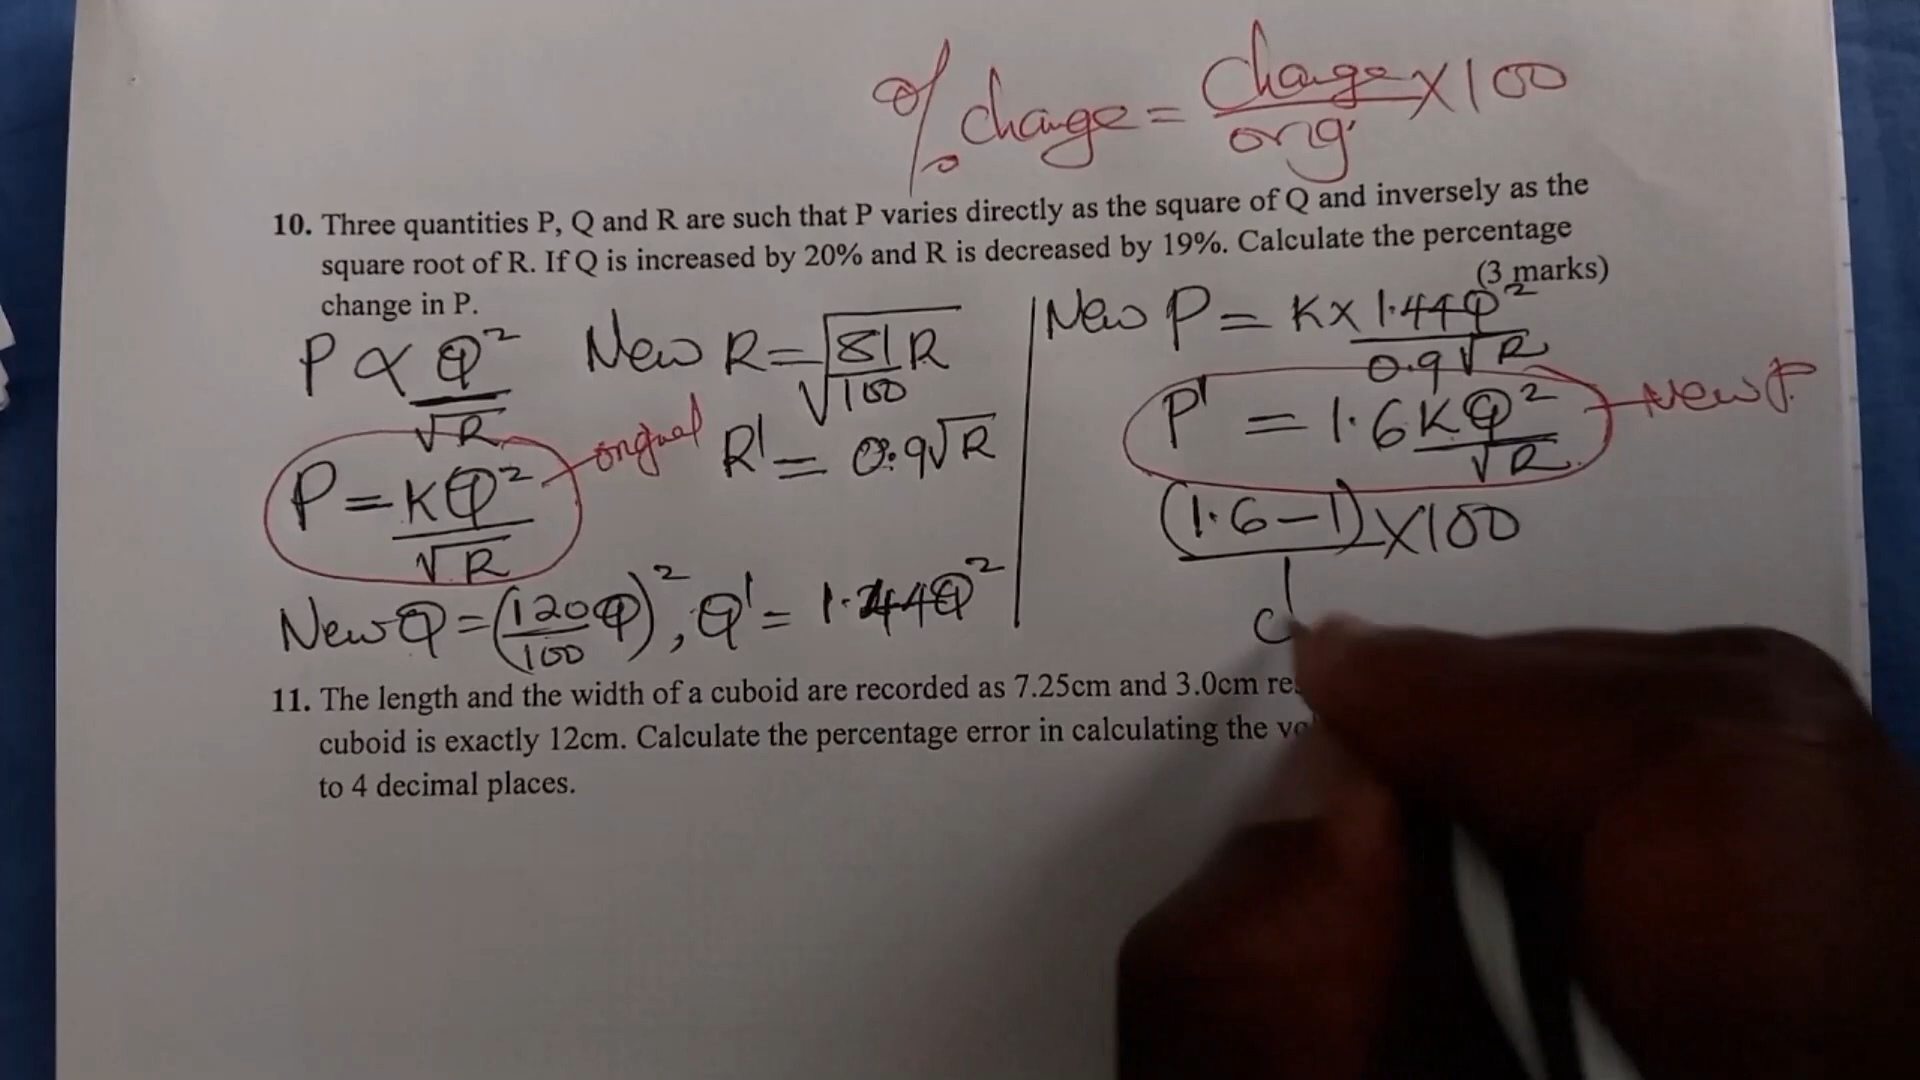 % change = change/orig × 100
10. Three quantities P, Q and R are such that P varies directly as the square of Q and inversely as the
square root of R. If Q is increased by 20% and R is decreased by 19%. Calculate the percentage
change in P.
(3 marks)
P ∝ Q²/√R
P = KQ²/√R
orignal
New Q = (120/100 Q)², Q' = 1.44Q²
New R = √(81/100 R)
R' = 0.9√R
New P = K × 1.44Q²/0.9√R
P' = 1.6KQ²/√R
New P
(1.6-1)/1 × 100
11. The length and the width of a cuboid are recorded as 7.25cm and 3.0cm
cuboid is exactly 12cm. Calculate the percentage error in calculating the
to 4 decimal places.